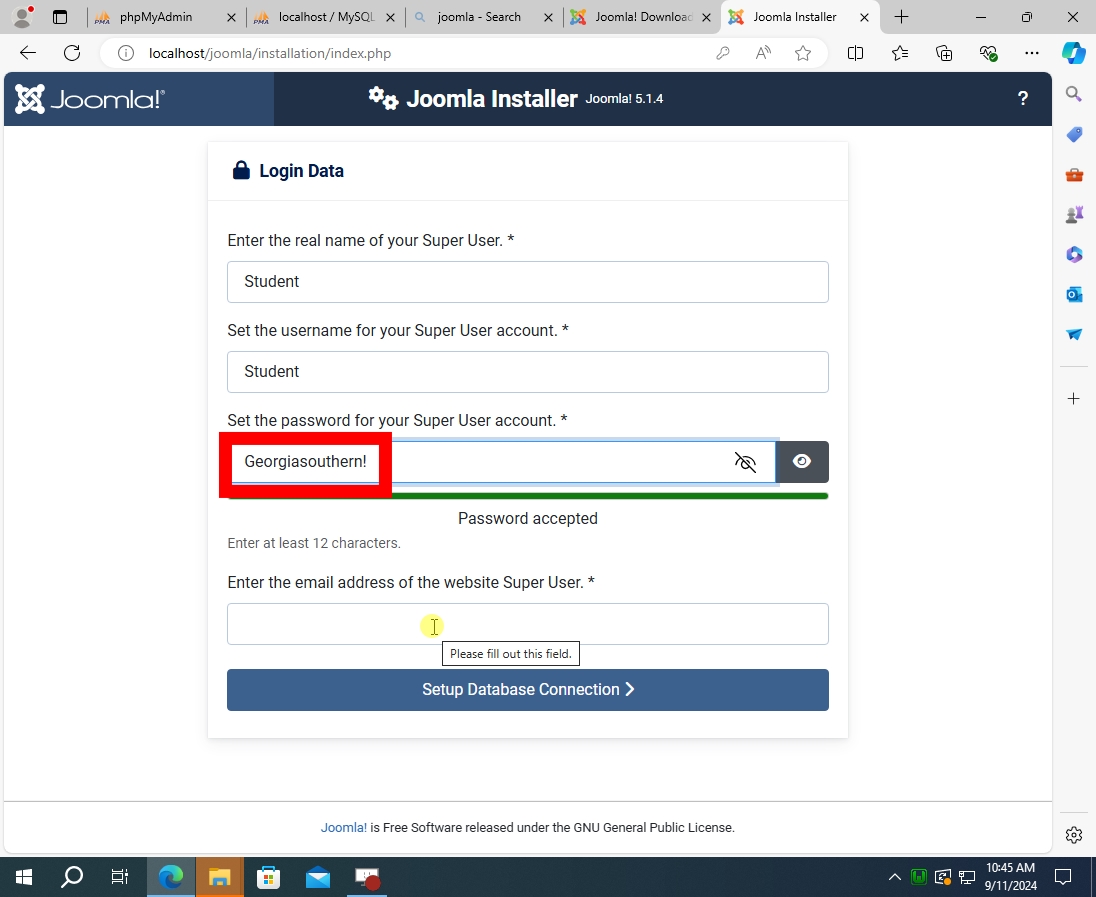 phpMyAdmin
localhost / MySQL
joomla - Search
Joomla! Download
Joomla Installer
localhost/joomla/installation/index.php
Joomla!®
Joomla Installer Joomla! 5.1.4
?
Login Data
Enter the real name of your Super User. *
Student
Set the username for your Super User account. *
Student
Set the password for your Super User account. *
Georgiasouthern!
Password accepted
Enter at least 12 characters.
Enter the email address of the website Super User. *
Please fill out this field.
Setup Database Connection
Joomla! is Free Software released under the GNU General Public License.
10:45 AM
9/11/2024